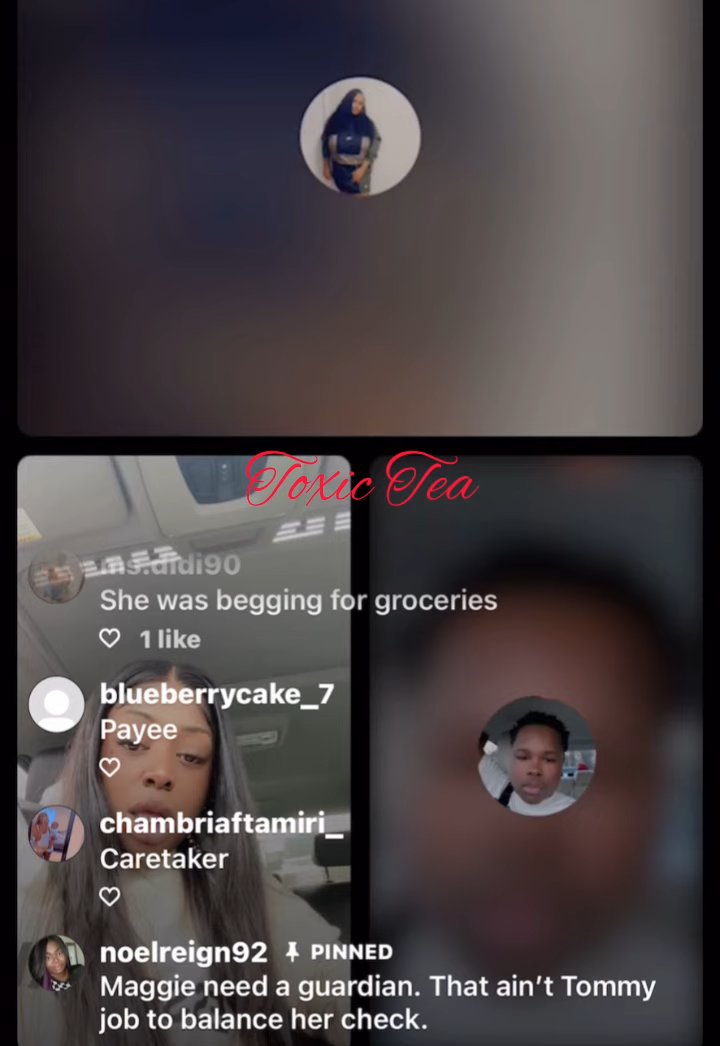 Toxic Tea
ms.didi90
She was begging for groceries
1 like
blueberrycake_7
Payee
chambriaftamiri_
Caretaker
noelreign92 PINNED
Maggie need a guardian. That ain’t Tommy
job to balance her check.